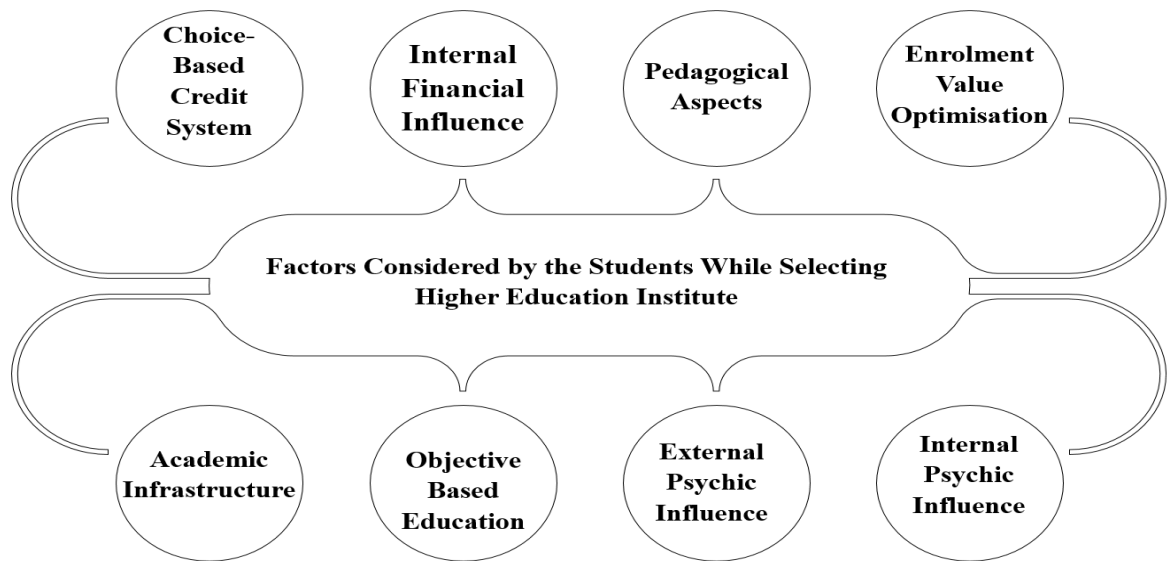 Choice-
Based
Credit
System
Internal
Financial
Influence
Pedagogical
Aspects
Enrolment
Value
Optimisation
Factors Considered by the Students While Selecting
Higher Education Institute
Academic
Infrastructure
Objective
Based
Education
External
Psychic
Influence
Internal
Psychic
Influence